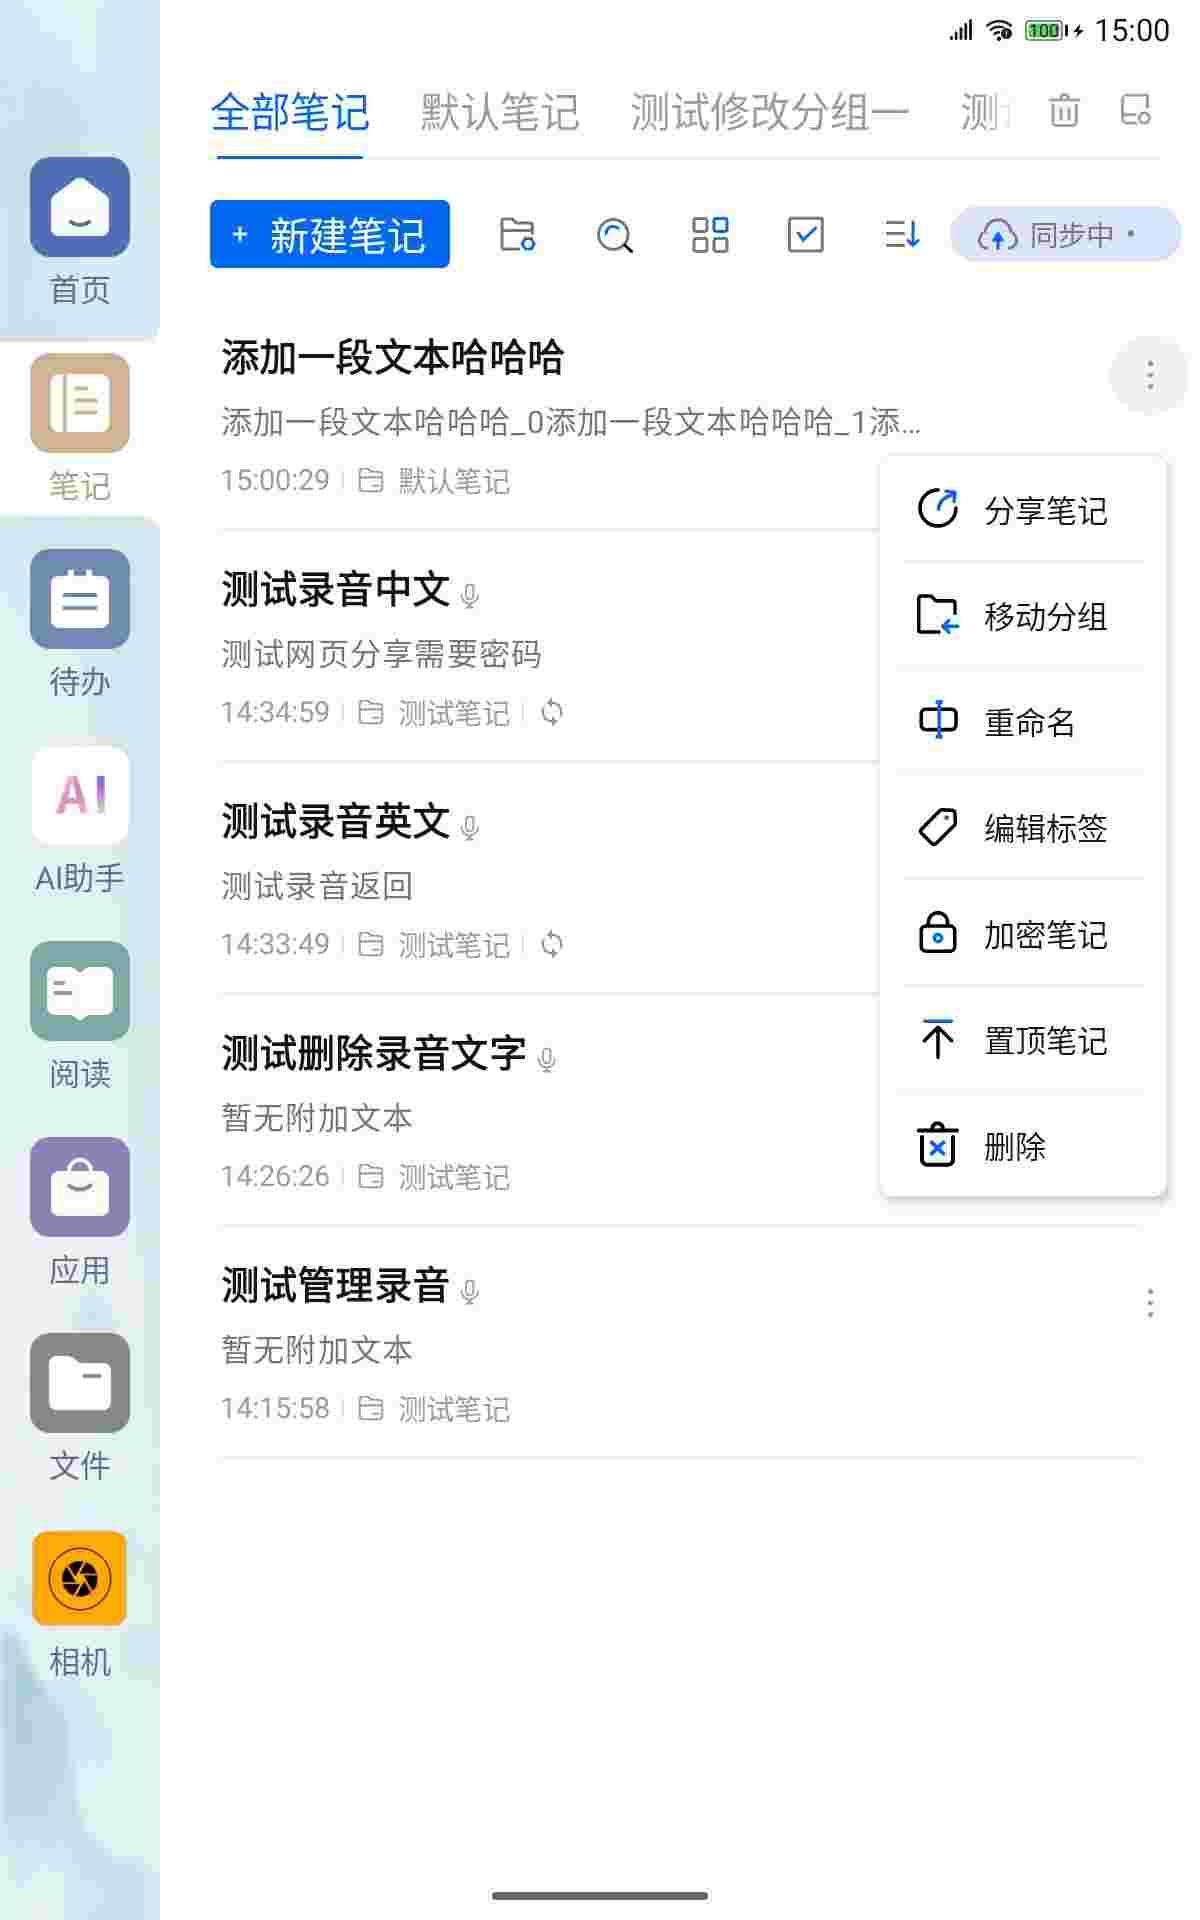 100 15:00
全部笔记 默认笔记 测试修改分组一 测
+ 新建笔记 同步中
首页
笔记
待办
AI
AI助手
阅读
应用
文件
相机
添加一段文本哈哈哈
添加一段文本哈哈哈_0添加一段文本哈哈哈_1添...
15:00:29 默认笔记
测试录音中文
测试网页分享需要密码
14:34:59 测试笔记
测试录音英文
测试录音返回
14:33:49 测试笔记
测试删除录音文字
暂无附加文本
14:26:26 测试笔记
测试管理录音
暂无附加文本
14:15:58 测试笔记
分享笔记
移动分组
重命名
编辑标签
加密笔记
置顶笔记
删除